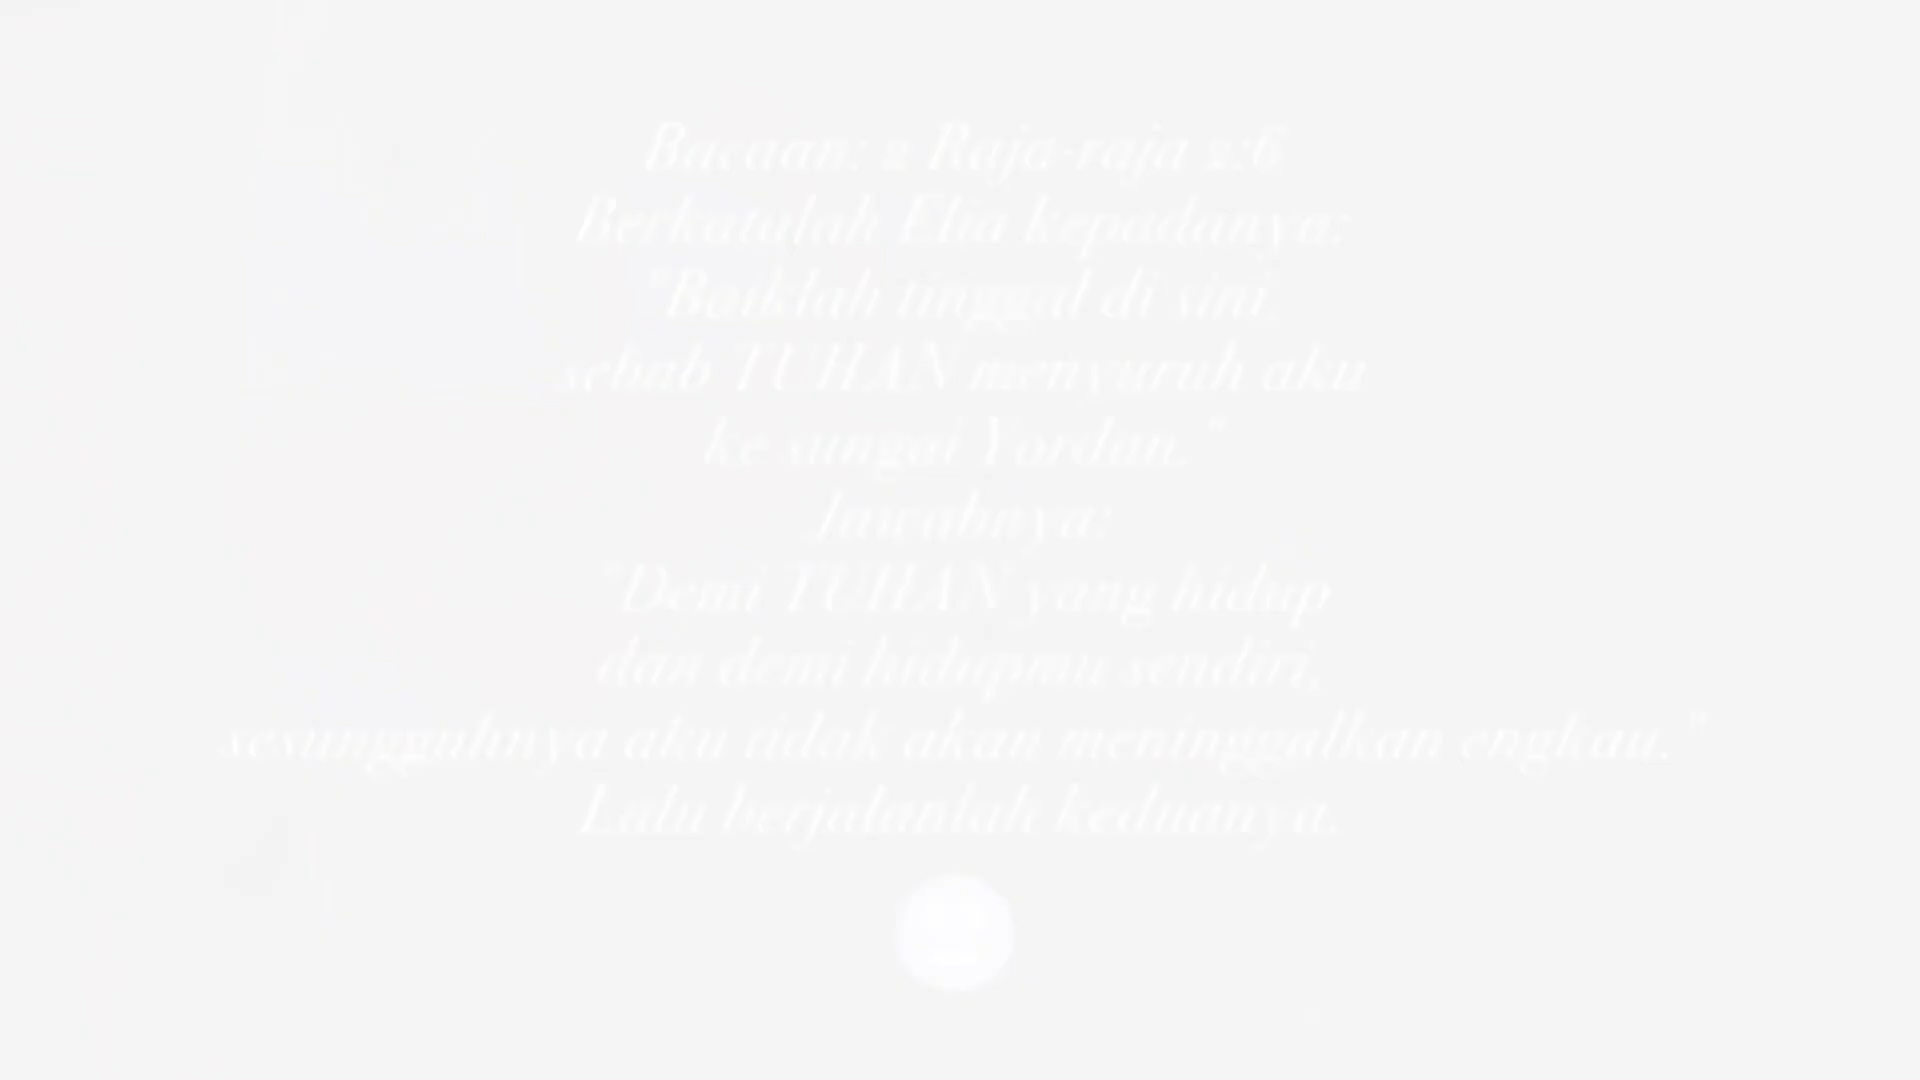 Bacaan: 2 Raja-raja 2:6
Berkatalah Elia kepadanya:
"Baiklah tinggal di sini,
sebab TUHAN menyuruh aku
ke sungai Yordan."
Jawabnya:
"Demi TUHAN yang hidup
dan demi hidupmu sendiri,
sesungguhnya aku tidak akan meninggalkan engkau."
Lalu berjalanlah keduanya.